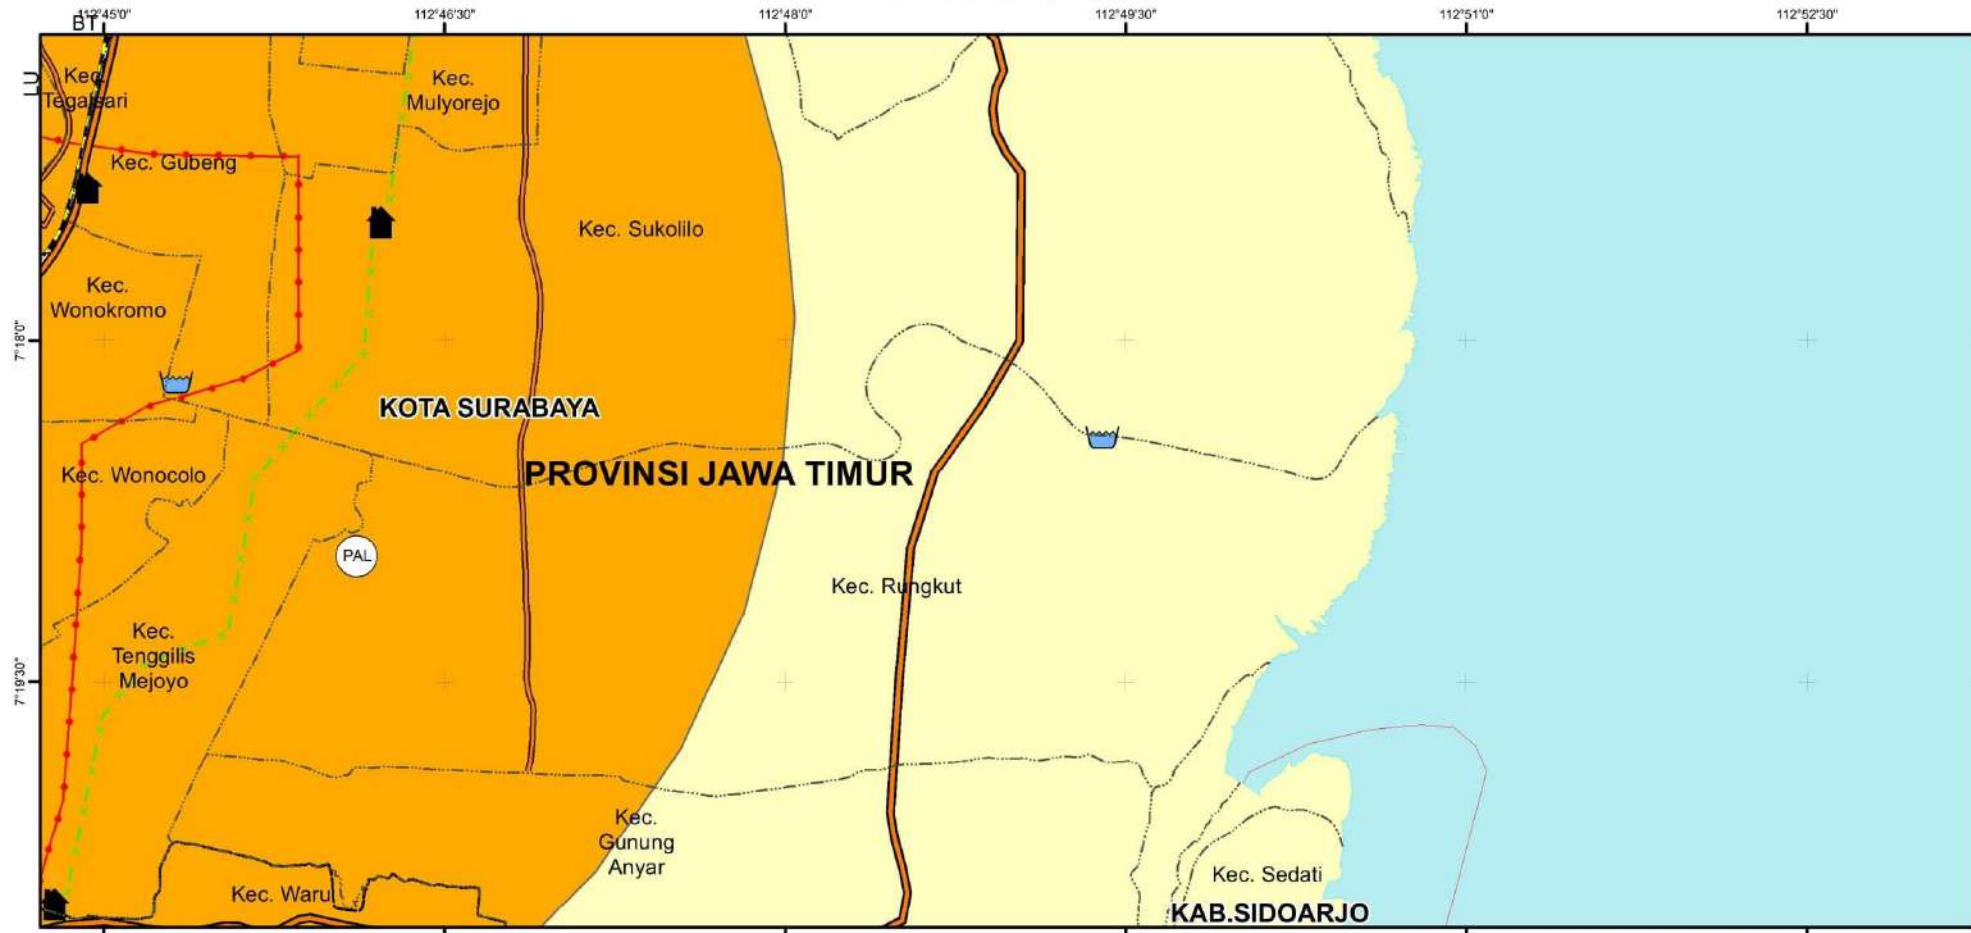 112°45'0"
112°46'30"
112°48'0"
112°49'30"
112°51'0"
112°52'30"
BT
LU
Kec.
Tegalsari
Kec.
Mulyorejo
Kec. Gubeng
Kec. Sukolilo
Kec.
Wonokromo
7°18'0"
KOTA SURABAYA
Kec. Wonocolo
PROVINSI JAWA TIMUR
PAL
Kec. Rungkut
Kec.
Tenggilis
Mejoyo
7°19'30"
Kec.
Gunung
Anyar
Kec. Waru
Kec. Sedati
KAB.SIDOARJO